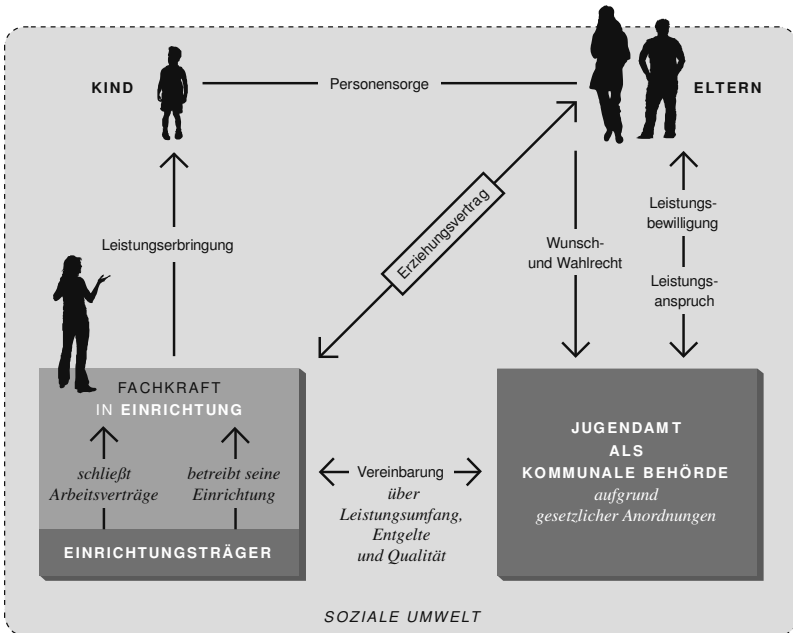 KIND
Personensorge
ELTERN
Leistungs-
bewilligung
Leistungserbringung
Erziehungsvertrag
Wunsch-
und Wahlrecht
Leistungs-
anspruch
FACHKRAFT
IN EINRICHTUNG
schließt
Arbeitsverträge
betreibt seine
Einrichtung
EINRICHTUNGSTRÄGER
Vereinbarung
über
Leistungsumfang,
Entgelte
und Qualität
JUGENDAMT
ALS
KOMMUNALE BEHÖRDE
aufgrund
gesetzlicher Anordnungen
SOZIALE UMWELT